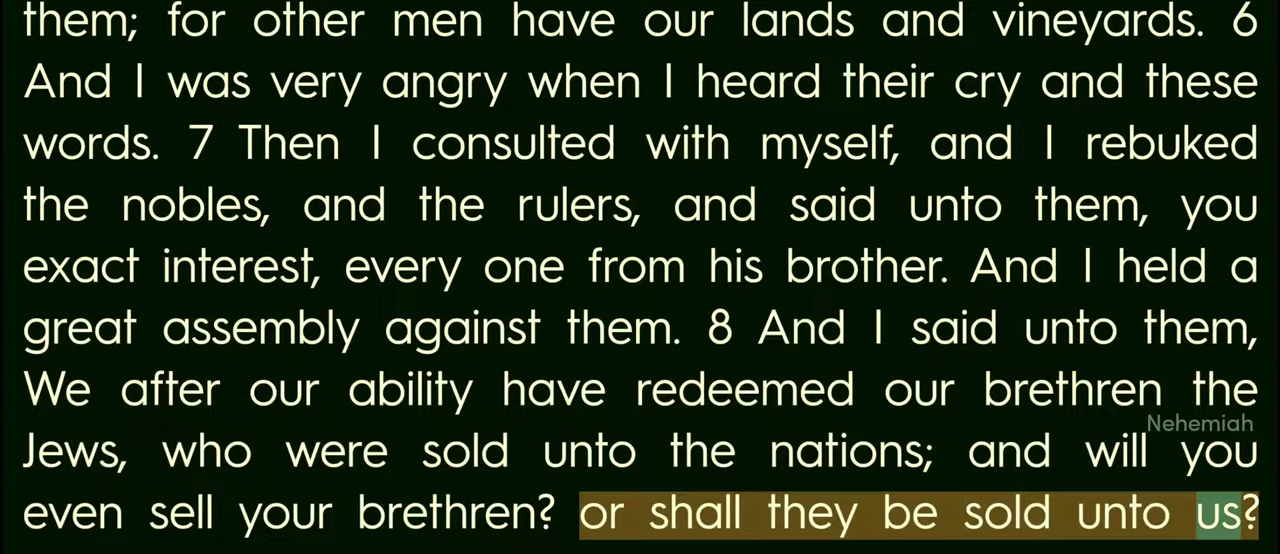 them; for other men have our lands and vineyards. 6
And I was very angry when I heard their cry and these
words. 7 Then I consulted with myself, and I rebuked
the nobles, and the rulers, and said unto them, you
exact interest, every one from his brother. And I held a
great assembly against them. 8 And I said unto them,
We after our ability have redeemed our brethren the
Nehemiah
Jews, who were sold unto the nations; and will you
even sell your brethren? or shall they be sold unto us?